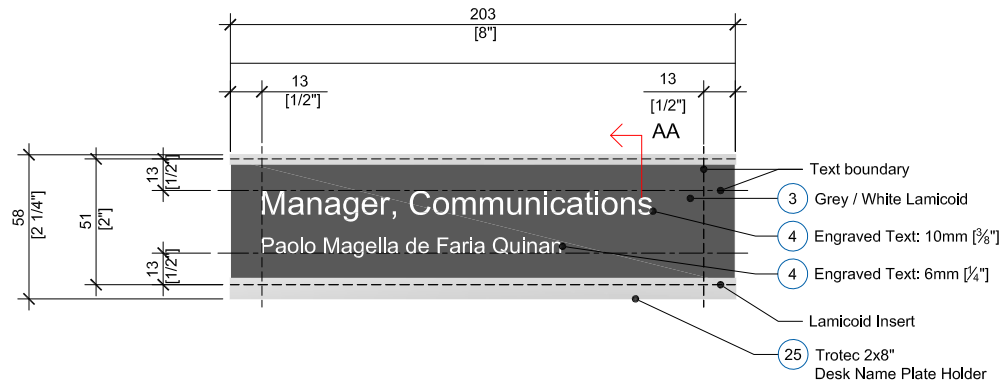 203
[8"]
13
[1/2"]
13
[1/2"]
AA
58
[2 1/4"]
51
[2"]
13
[1/2"]
13
[1/2"]
Manager, Communications
Paolo Magella de Faria Quinan
Text boundary
3 Grey / White Lamicoid
4 Engraved Text: 10mm [⅜"]
4 Engraved Text: 6mm [¼"]
Lamicoid Insert
25 Trotec 2x8"
Desk Name Plate Holder